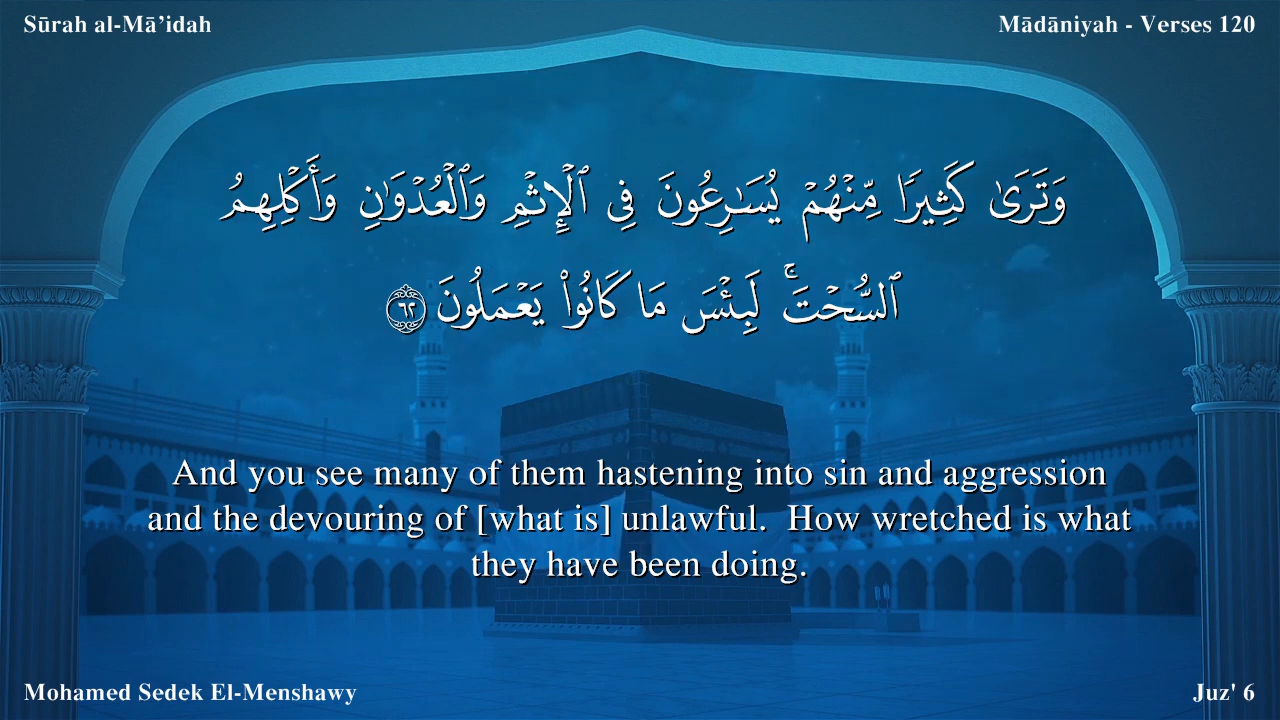 Sūrah al-Mā’idah
Mādāniyah - Verses 120
وَتَرَىٰ كَثِيرًا مِّنْهُمْ يُسَـٰرِعُونَ فِى ٱلْإِثْمِ وَٱلْعُدْوَٰنِ وَأَكْلِهِمُ
ٱلسُّحْتَ ۚ لَبِئْسَ مَا كَانُوا۟ يَعْمَلُونَ ٦٢
And you see many of them hastening into sin and aggression
and the devouring of [what is] unlawful.  How wretched is what
they have been doing.
Mohamed Sedek El-Menshawy
Juz' 6